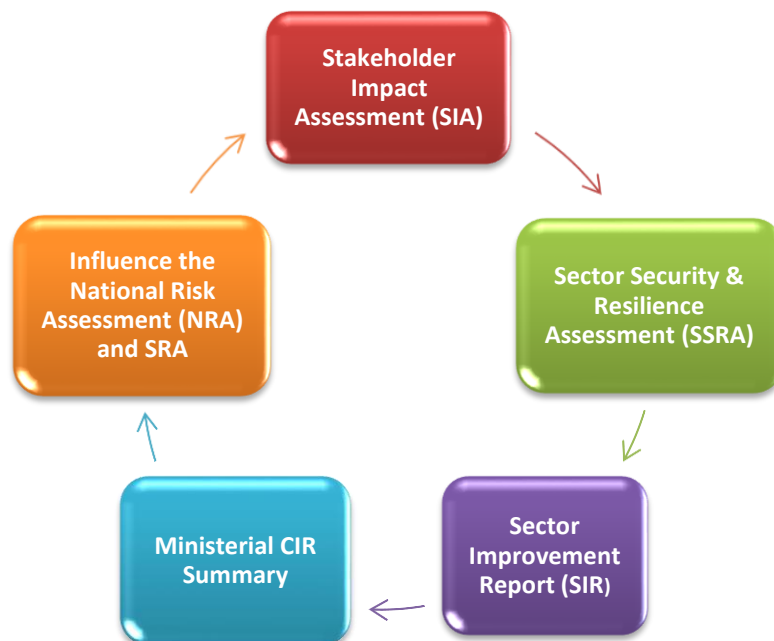 Stakeholder
Impact
Assessment (SIA)
Sector Security &
Resilience
Assessment (SSRA)
Sector
Improvement
Report (SIR)
Ministerial CIR
Summary
Influence the
National Risk
Assessment (NRA)
and SRA